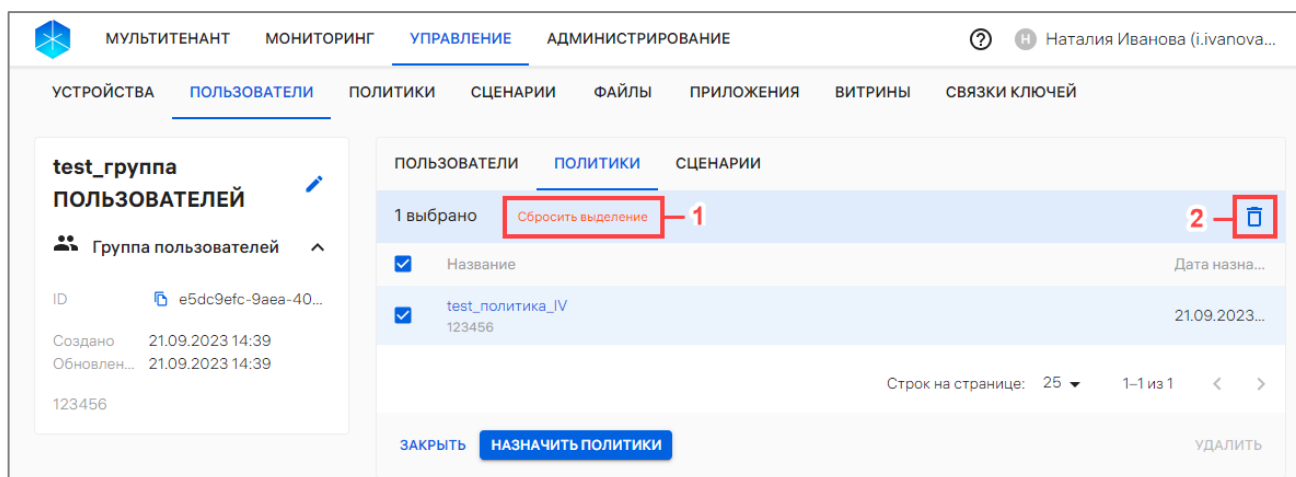 МУЛЬТИТЕНАНТ МОНИТОРИНГ УПРАВЛЕНИЕ АДМИНИСТРИРОВАНИЕ ? Н Наталия Иванова (i.ivanova...
УСТРОЙСТВА ПОЛЬЗОВАТЕЛИ ПОЛИТИКИ СЦЕНАРИИ ФАЙЛЫ ПРИЛОЖЕНИЯ ВИТРИНЫ СВЯЗКИ КЛЮЧЕЙ
test_группа
ПОЛЬЗОВАТЕЛЕЙ
Группа пользователей
ID e5dc9efc-9aea-40...
Создано 21.09.2023 14:39
Обновлен... 21.09.2023 14:39
123456
ПОЛЬЗОВАТЕЛИ ПОЛИТИКИ СЦЕНАРИИ
1 выбрано Сбросить выделение 1 2
Название Дата назна...
test_политика_IV 21.09.2023...
123456
Строк на странице: 25 1–1 из 1
ЗАКРЫТЬ НАЗНАЧИТЬ ПОЛИТИКИ УДАЛИТЬ